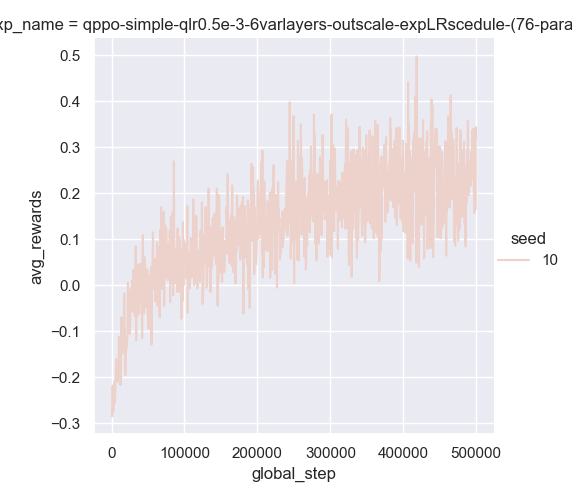 xp_name = qppo-simple-qlr0.5e-3-6varlayers-outscale-expLRscedule-(76-para
0.5
0.4
0.3
0.2
0.1
0.0
−0.1
−0.2
−0.3
avg_rewards
seed
10
0 100000 200000 300000 400000 500000
global_step